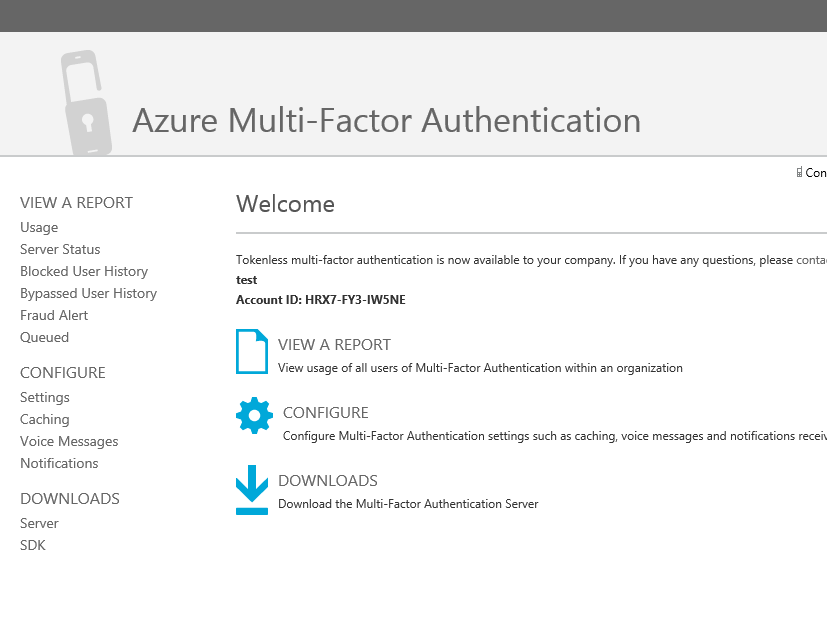 Azure Multi-Factor Authentication
Con
VIEW A REPORT
Usage
Server Status
Blocked User History
Bypassed User History
Fraud Alert
Queued
CONFIGURE
Settings
Caching
Voice Messages
Notifications
DOWNLOADS
Server
SDK
Welcome
Tokenless multi-factor authentication is now available to your company. If you have any questions, please conta
test
Account ID: HRX7-FY3-IW5NE
VIEW A REPORT
View usage of all users of Multi-Factor Authentication within an organization
CONFIGURE
Configure Multi-Factor Authentication settings such as caching, voice messages and notifications receiv
DOWNLOADS
Download the Multi-Factor Authentication Server